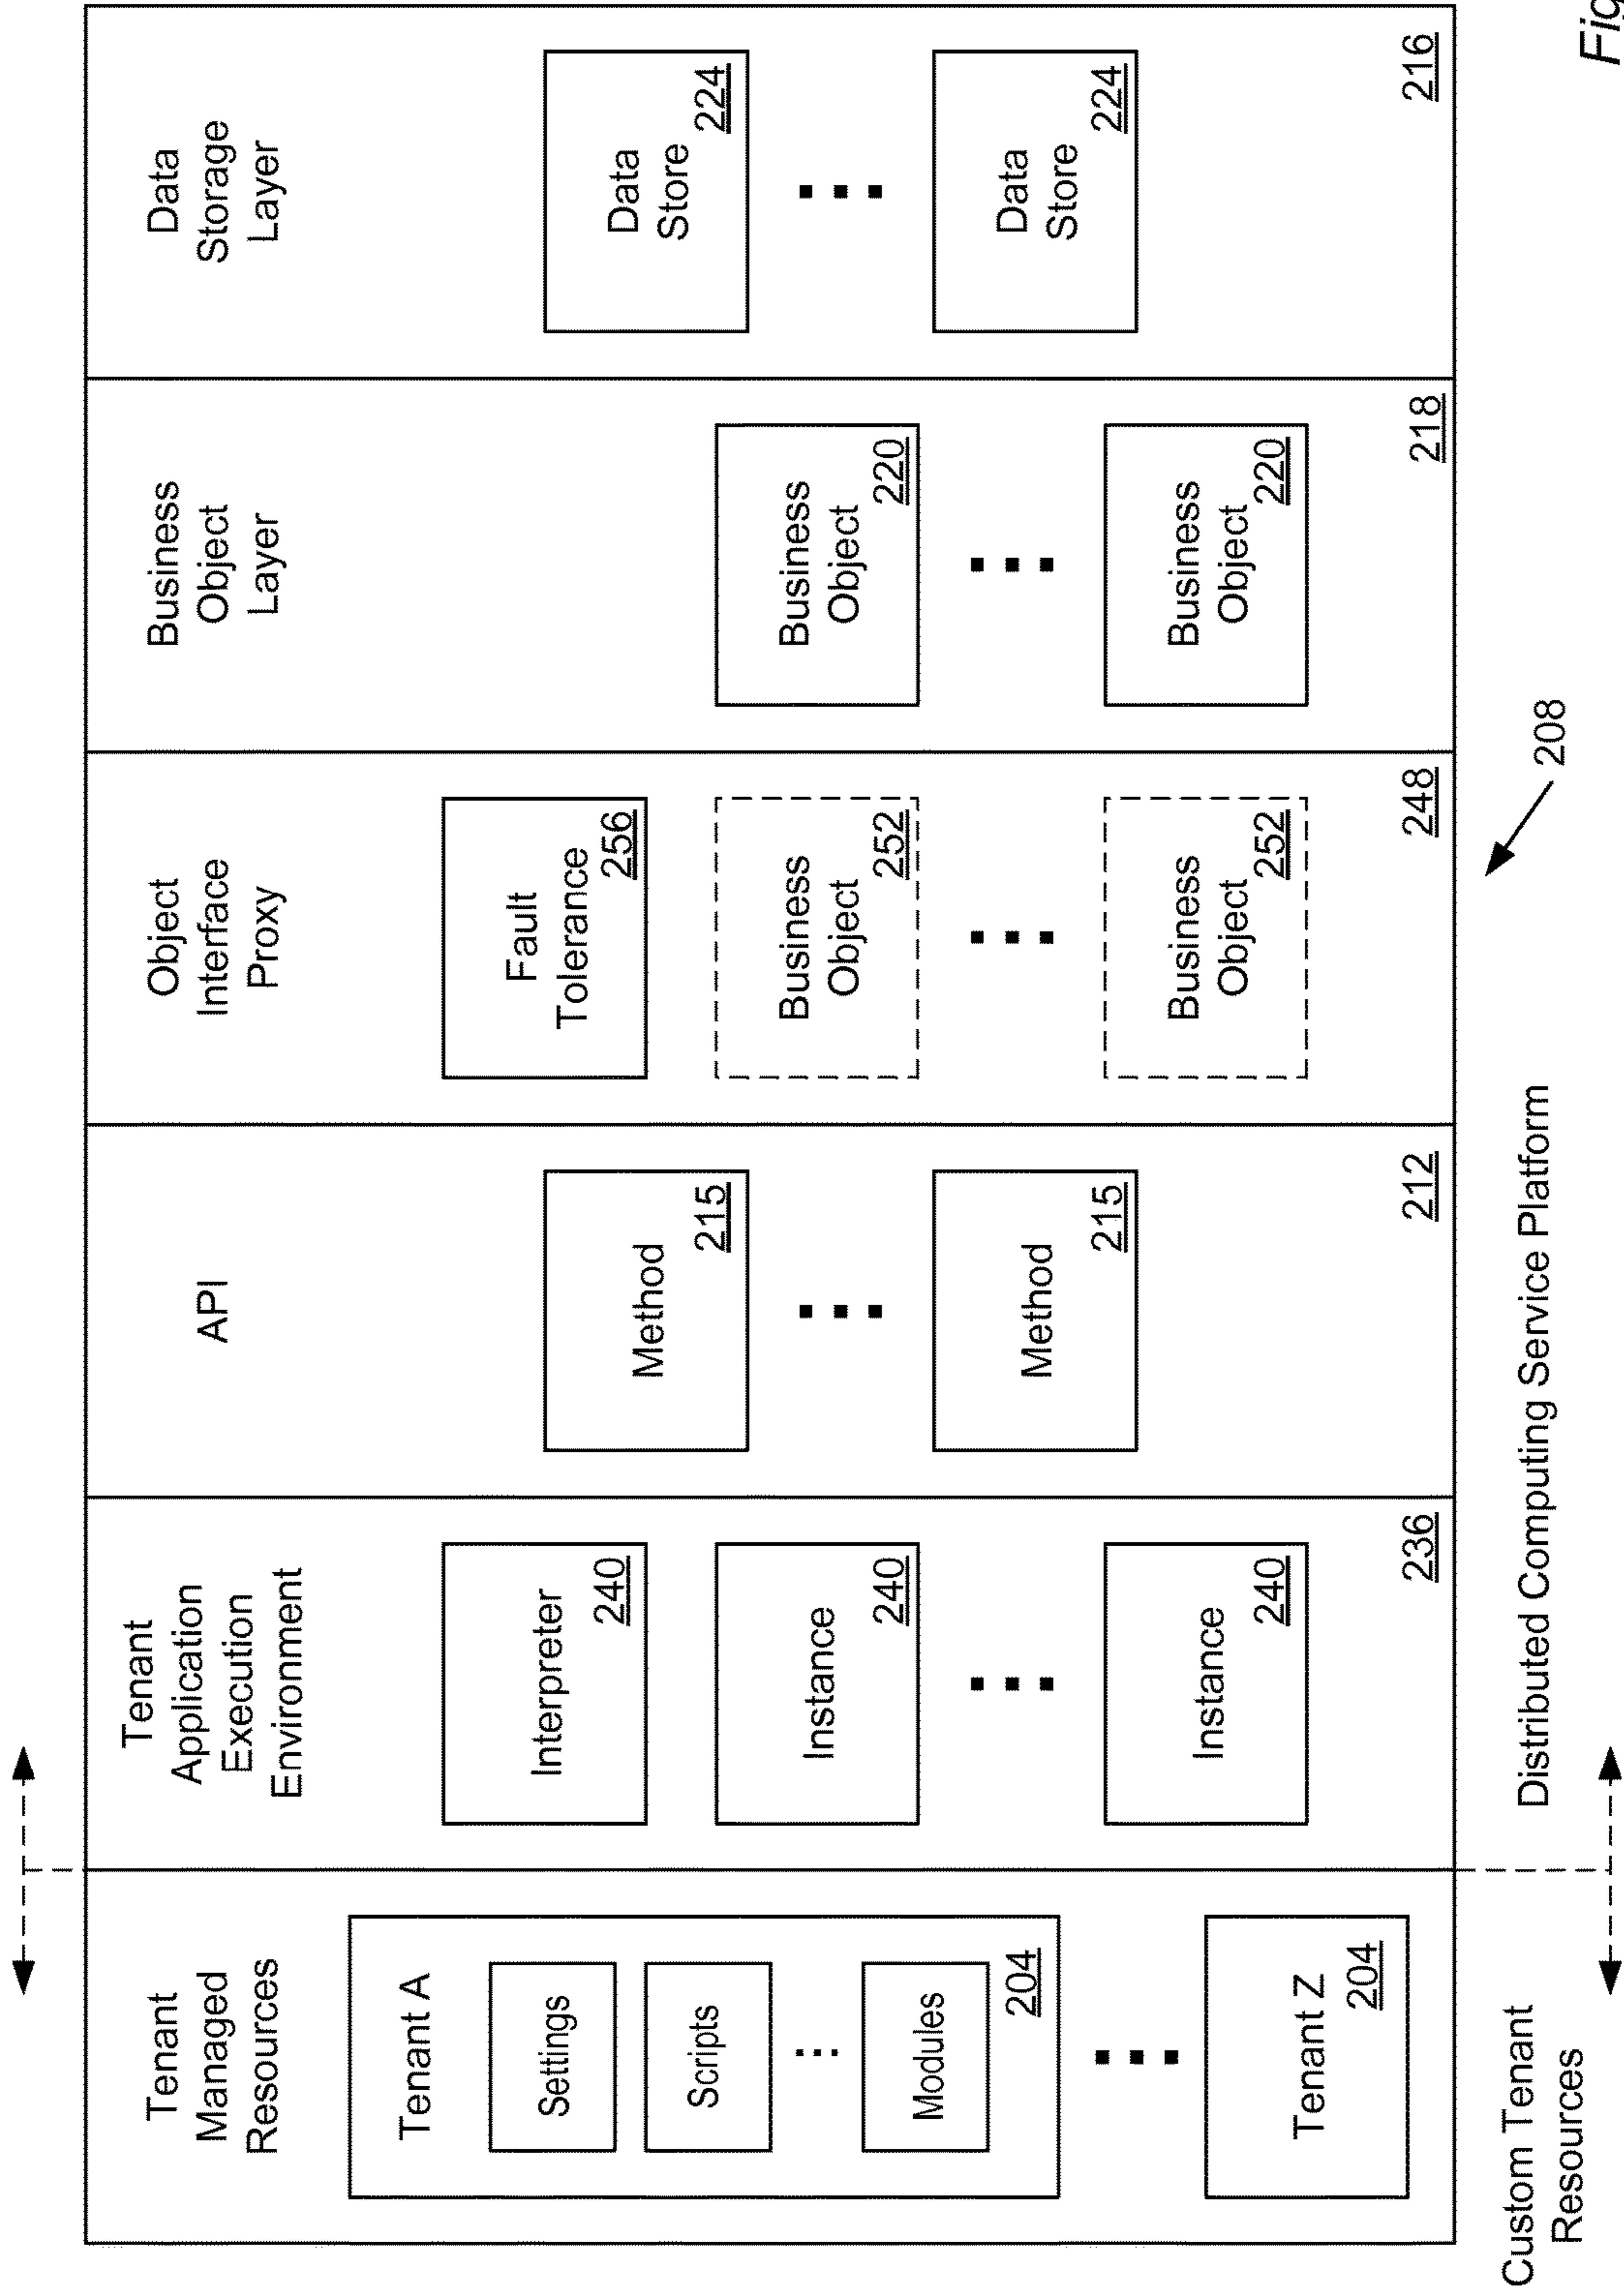 Tenant
Managed
Resources
Tenant A
Settings
Scripts
Modules
204
Tenant Z
204
Tenant
Application
Execution
Environment
Interpreter
240
Instance
240
Instance
240
236
API
Method
215
Method
215
212
Object
Interface
Proxy
Fault
Tolerance
256
Business
Object
252
Business
Object
252
248
Business
Object
Layer
Business
Object
220
Business
Object
220
218
Data
Storage
Layer
Data
Store
224
Data
Store
224
216
Custom Tenant
Resources
Distributed Computing Service Platform
208